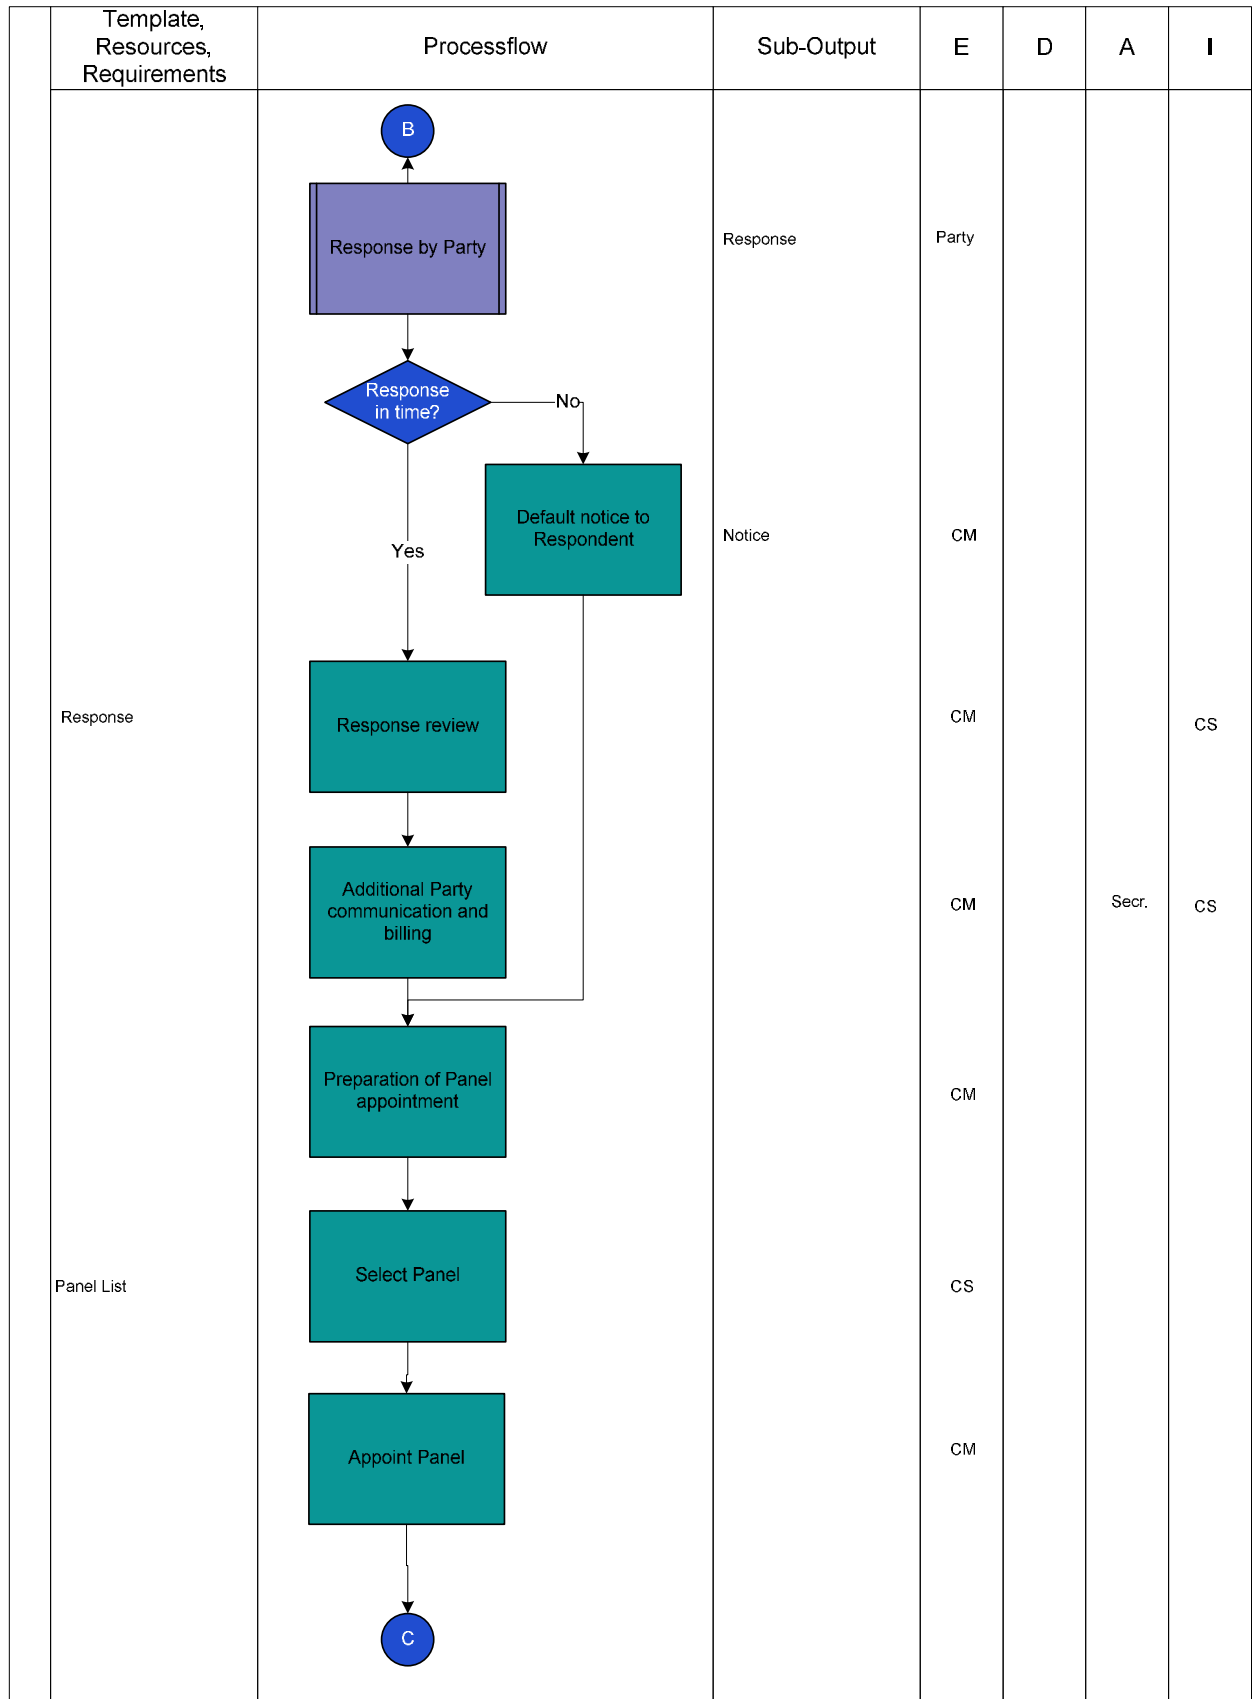 Template,
Resources,
Requirements
Processflow
Sub-Output
E
D
A
I
B
Response by Party
Response
Party
Response
in time?
No
Default notice to
Respondent
Notice
CM
Yes
Response
Response review
CM
CS
Additional Party
communication and
billing
CM
Secr.
CS
Preparation of Panel
appointment
CM
Panel List
Select Panel
CS
Appoint Panel
CM
C